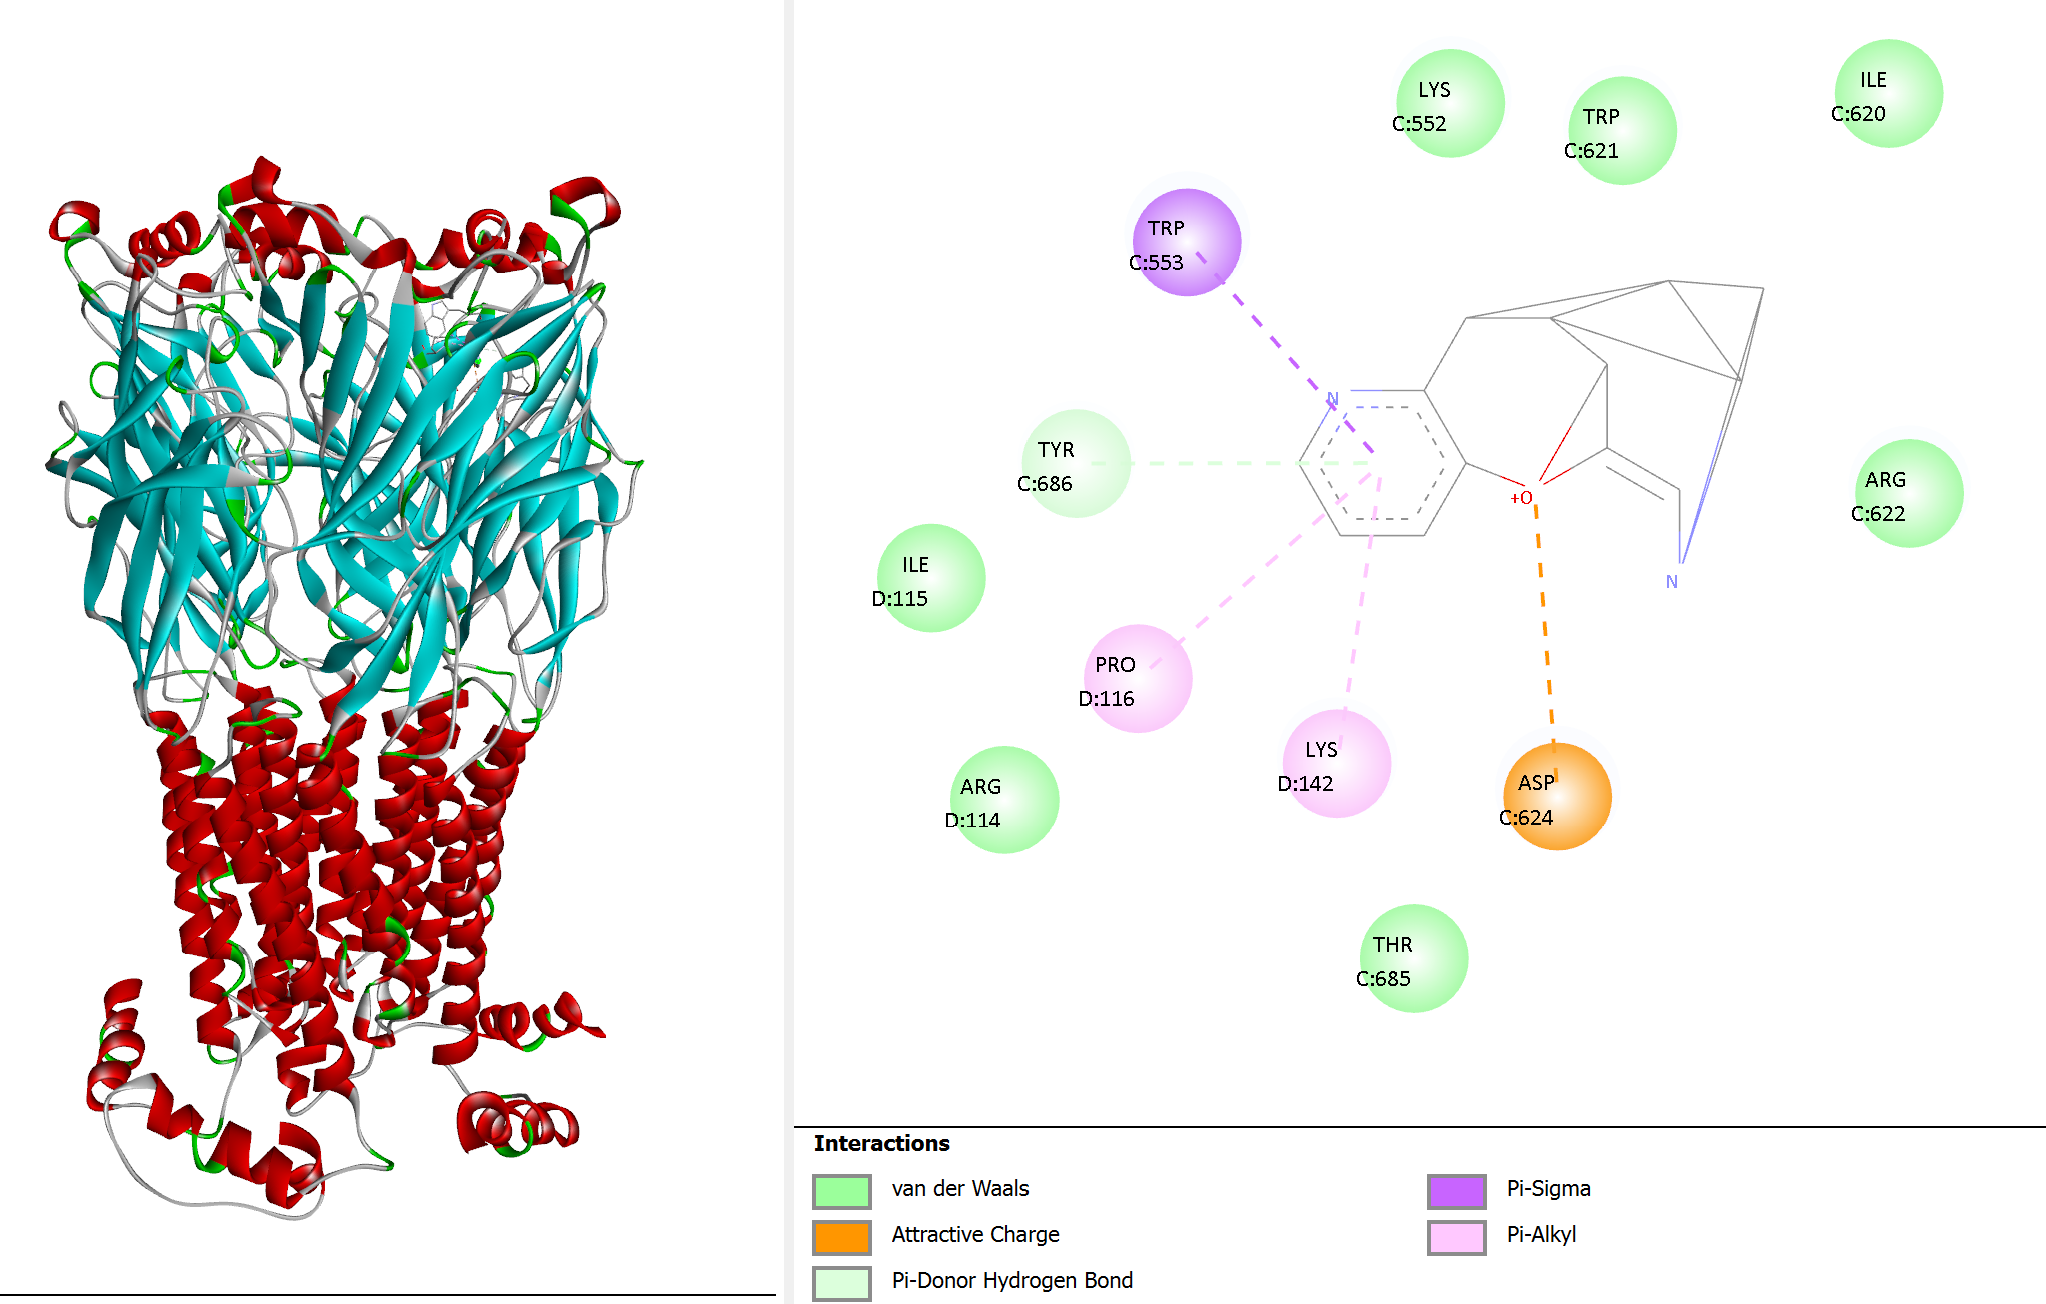 LYS
C:552
TRP
C:621
ILE
C:620
TRP
C:553
N
TYR
C:686
+O
ARG
C:622
ILE
D:115
N
PRO
D:116
LYS
D:142
ARG
D:114
ASP
C:624
THR
C:685
Interactions
van der Waals
Attractive Charge
Pi-Donor Hydrogen Bond
Pi-Sigma
Pi-Alkyl